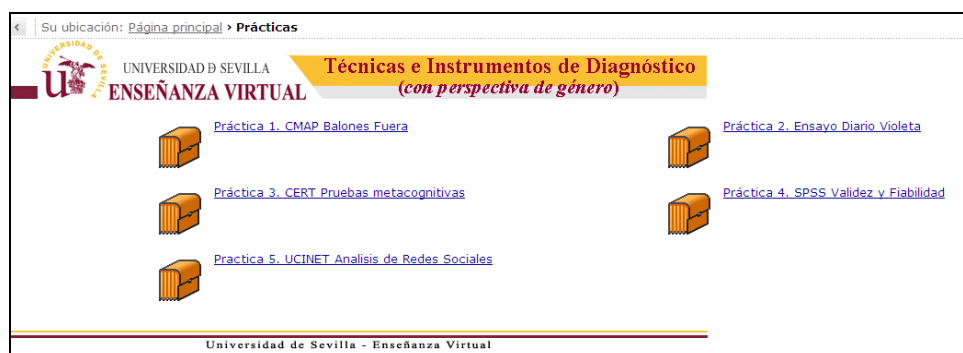 Su ubicación: Página principal › Prácticas
UNIVERSIDAD DE SEVILLA
ENSEÑANZA VIRTUAL
Técnicas e Instrumentos de Diagnóstico
(con perspectiva de género)
Práctica 1. CMAP Balones Fuera
Práctica 2. Ensayo Diario Violeta
Práctica 3. CERT Pruebas metacognitivas
Práctica 4. SPSS Validez y Fiabilidad
Practica 5. UCINET Analisis de Redes Sociales
Universidad de Sevilla - Enseñanza Virtual